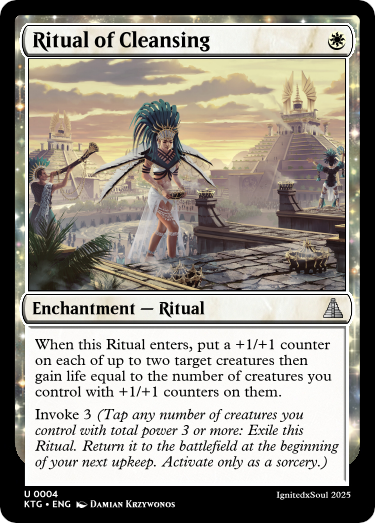 Ritual of Cleansing
Enchantment — Ritual
When this Ritual enters, put a +1/+1 counter
on each of up to two target creatures then
gain life equal to the number of creatures you
control with +1/+1 counters on them.
Invoke 3 (Tap any number of creatures you
control with total power 3 or more: Exile this
Ritual. Return it to the battlefield at the beginning
of your next upkeep. Activate only as a sorcery.)
U 0004
IgnitedxSoul 2025
KTG • ENG Damian Krzywonos